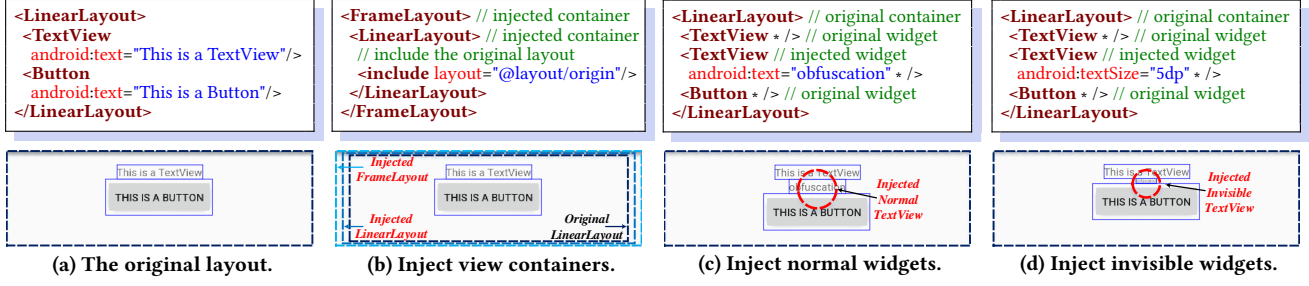 <LinearLayout>
<TextView
android:text="This is a TextView"/>
<Button
android:text="This is a Button"/>
</LinearLayout>
This is a TextView
THIS IS A BUTTON
(a) The original layout.
<FrameLayout> // injected container
<LinearLayout> // injected container
// include the original layout
<include layout="@layout/origin"/>
</LinearLayout>
</FrameLayout>
Injected
FrameLayout
This is a TextView
THIS IS A BUTTON
Injected
LinearLayout
Original
LinearLayout
(b) Inject view containers.
<LinearLayout> // original container
<TextView * /> // original widget
<TextView // injected widget
android:text="obfuscation" * />
<Button * /> // original widget
</LinearLayout>
This is a TextView
obfuscation
THIS IS A BUTTON
Injected
Normal
TextView
(c) Inject normal widgets.
<LinearLayout> // original container
<TextView * /> // original widget
<TextView // injected widget
android:textSize="5dp" * />
<Button * /> // original widget
</LinearLayout>
This is a TextView
THIS IS A BUTTON
Injected
Invisible
TextView
(d) Inject invisible widgets.